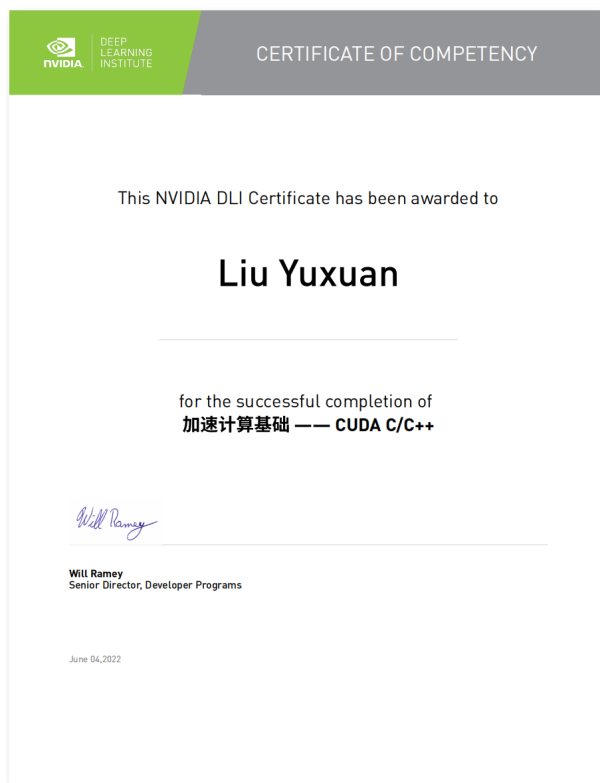 NVIDIA
DEEP
LEARNING
INSTITUTE
CERTIFICATE OF COMPETENCY
This NVIDIA DLI Certificate has been awarded to
Liu Yuxuan
for the successful completion of
加速计算基础 —— CUDA C/C++
Will Ramey
Will Ramey
Senior Director, Developer Programs
June 04,2022